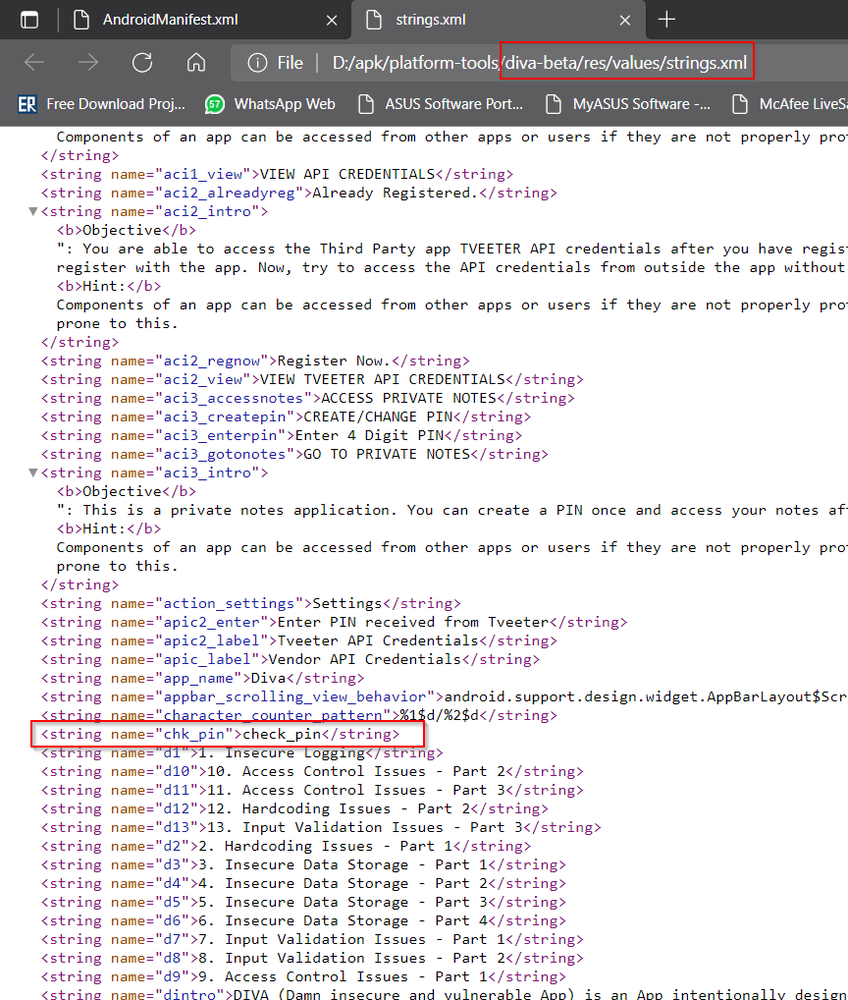 AndroidManifest.xml
strings.xml
File | D:/apk/platform-tools/diva-beta/res/values/strings.xml
ER Free Download Proj... 57 WhatsApp Web ASUS Software Port... MyASUS Software -... McAfee LiveSa
Components of an app can be accessed from other apps or users if they are not properly pro
</string>
<string name="aci1_view">VIEW API CREDENTIALS</string>
<string name="aci2_alreadyreg">Already Registered.</string>
▼<string name="aci2_intro">
<b>Objective</b>
": You are able to access the Third Party app TVEETER API credentials after you have regis
register with the app. Now, try to access the API credentials from outside the app without
<b>Hint:</b>
Components of an app can be accessed from other apps or users if they are not properly pro
prone to this.
</string>
<string name="aci2_regnow">Register Now.</string>
<string name="aci2_view">VIEW TVEETER API CREDENTIALS</string>
<string name="aci3_accessnotes">ACCESS PRIVATE NOTES</string>
<string name="aci3_createpin">CREATE/CHANGE PIN</string>
<string name="aci3_enterpin">Enter 4 Digit PIN</string>
<string name="aci3_gotonotes">GO TO PRIVATE NOTES</string>
▼<string name="aci3_intro">
<b>Objective</b>
": This is a private notes application. You can create a PIN once and access your notes af
<b>Hint:</b>
Components of an app can be accessed from other apps or users if they are not properly pro
prone to this.
</string>
<string name="action_settings">Settings</string>
<string name="apic2_enter">Enter PIN received from Tveeter</string>
<string name="apic2_label">Tveeter API Credentials</string>
<string name="apic_label">Vendor API Credentials</string>
<string name="app_name">Diva</string>
<string name="appbar_scrolling_view_behavior">android.support.design.widget.AppBarLayout$Scr
<string name="character_counter_pattern">%1$d/%2$d</string>
<string name="chk_pin">check_pin</string>
<string name="d1">1. Insecure Logging</string>
<string name="d10">10. Access Control Issues - Part 2</string>
<string name="d11">11. Access Control Issues - Part 3</string>
<string name="d12">12. Hardcoding Issues - Part 2</string>
<string name="d13">13. Input Validation Issues - Part 3</string>
<string name="d2">2. Hardcoding Issues - Part 1</string>
<string name="d3">3. Insecure Data Storage - Part 1</string>
<string name="d4">4. Insecure Data Storage - Part 2</string>
<string name="d5">5. Insecure Data Storage - Part 3</string>
<string name="d6">6. Insecure Data Storage - Part 4</string>
<string name="d7">7. Input Validation Issues - Part 1</string>
<string name="d8">8. Input Validation Issues - Part 2</string>
<string name="d9">9. Access Control Issues - Part 1</string>
<string name="dintro">DIVA (Damn insecure and vulnerable App) is an App intentionally design